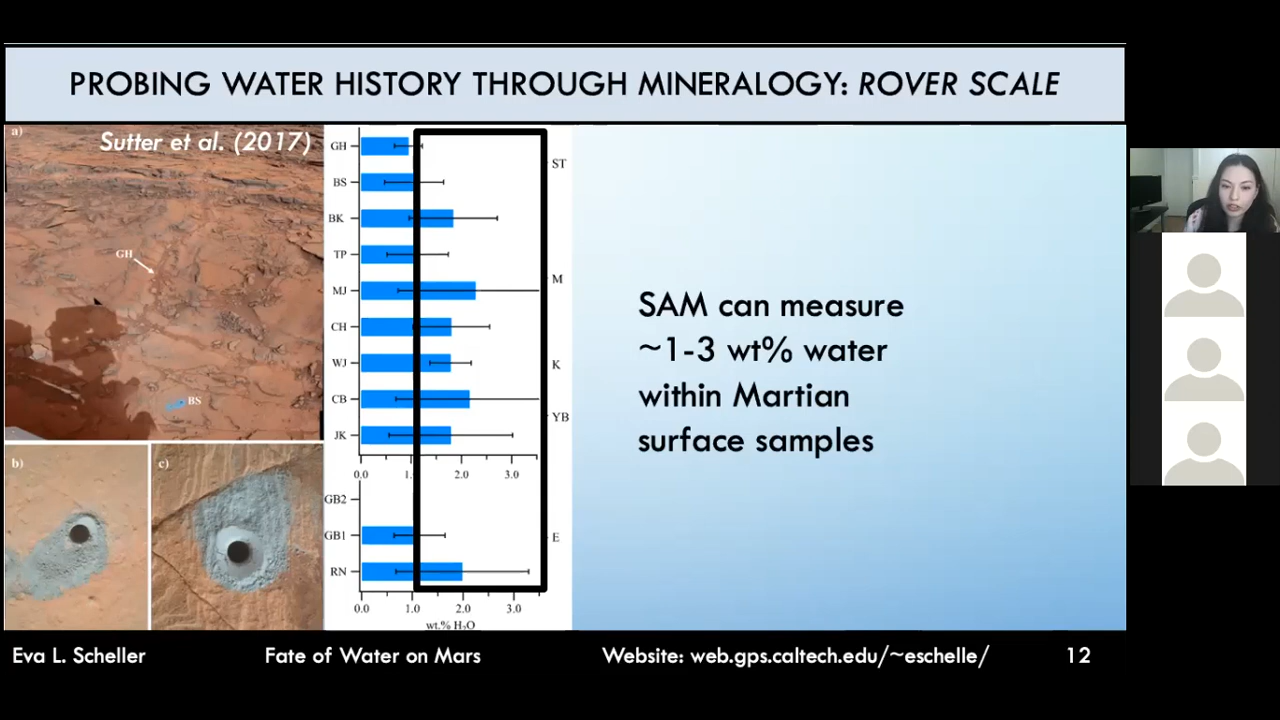 PROBING WATER HISTORY THROUGH MINERALOGY: ROVER SCALE
a)
Sutter et al. (2017)
GH
BS
b)
c)
GH
BS
BK
TP
MJ
CH
WJ
CB
JK
0.0 1. 2.0 3.0
GB2
GB1
RN
0.0 1.0 2.0 3.0
wt.% H₂O
ST
M
K
YB
E
SAM can measure
~1-3 wt% water
within Martian
surface samples
Eva L. Scheller Fate of Water on Mars Website: web.gps.caltech.edu/~eschelle/ 12